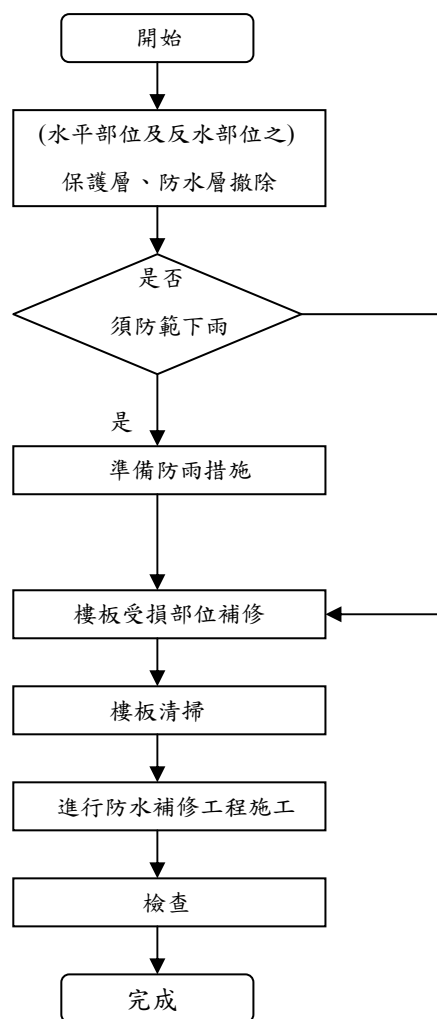 開始
(水平部位及反水部位之)
保護層、防水層撤除
是否
須防範下雨
是
準備防雨措施
樓板受損部位補修
樓板清掃
進行防水補修工程施工
檢查
完成